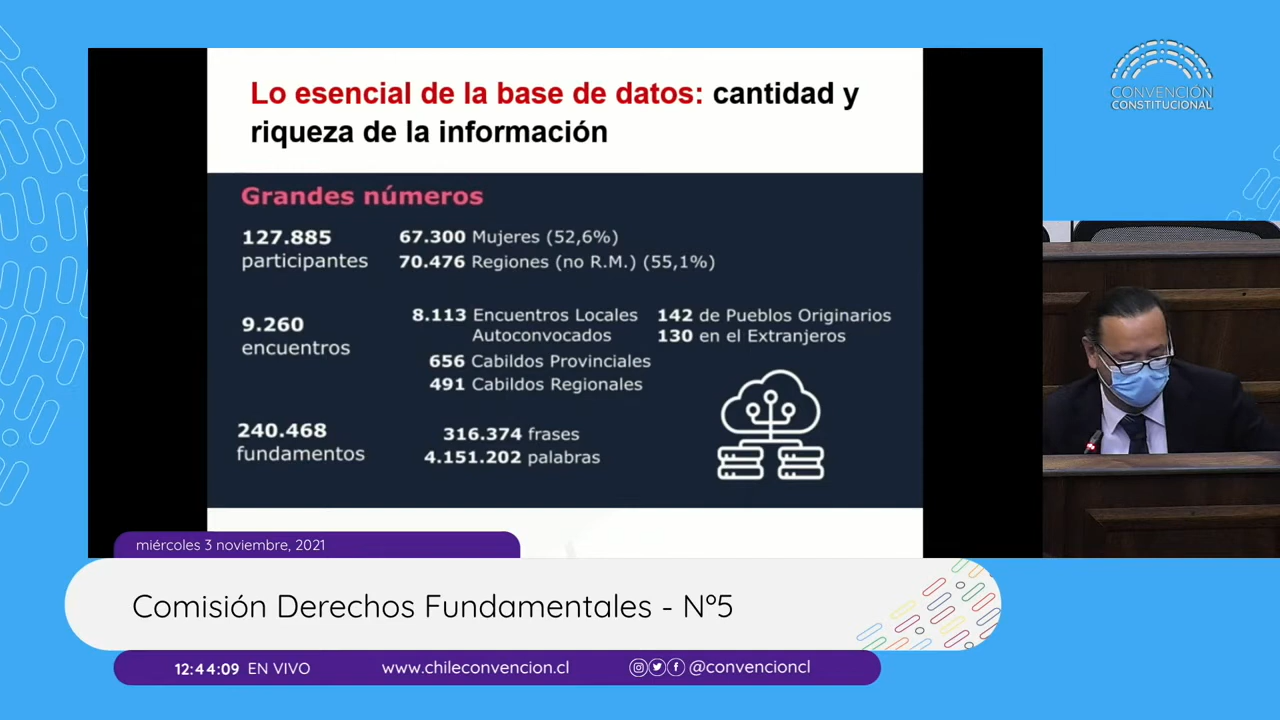 CONVENCIÓN
CONSTITUCIONAL
Lo esencial de la base de datos: cantidad y
riqueza de la información
Grandes números
127.885 participantes
67.300 Mujeres (52,6%)
70.476 Regiones (no R.M.) (55,1%)
9.260 encuentros
8.113 Encuentros Locales
Autoconvocados
656 Cabildos Provinciales
491 Cabildos Regionales
142 de Pueblos Originarios
130 en el Extranjeros
240.468 fundamentos
316.374 frases
4.151.202 palabras
miércoles 3 noviembre, 2021
Comisión Derechos Fundamentales - Nº5
12:44:09 EN VIVO www.chileconvencion.cl @convencioncl